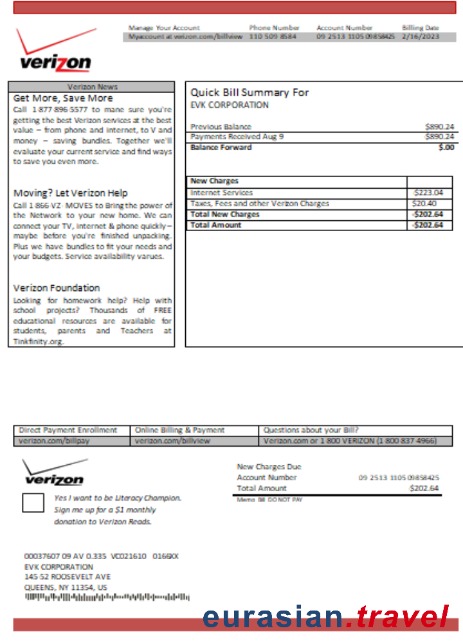 Manage Your Account Phone Number Account Number Billing Date
Myaccount at verizon.com/billview 110 509 8584 09 2513 1105 09858425 2/16/2023
verizon
Verizon News
Get More, Save More
Call 1-877-896-5577 to mane sure you're
getting the best Verizon services at the best
value – from phone and internet, to V and
money – saving bundles. Together we'll
evaluate your current service and find ways
to save you even more.
Moving? Let Verizon Help
Call 1 866 VZ MOVES to Bring the power of
the Network to your new home. We can
connect your TV, internet & phone quickly –
maybe before you're finished unpacking.
Plus we have bundles to fit your needs and
your budgets. Service availability varues.
Verizon Foundation
Looking for homework help? Help with
school projects? Thousands of FREE
educational resources are available for
students, parents and Teachers at
Tinkfinity.org.
Quick Bill Summary For
EVK CORPORATION
Previous Balance $890.24
Payments Received Aug 9 $890.24
Balance Forward $.00
New Charges
Internet Services $223.04
Taxes, Fees and other Verizon Charges $20.40
Total New Charges -$202.64
Total Amount -$202.64
Direct Payment Enrollment Online Billing & Payment Questions about your Bill?
verizon.com/billpay verizon.com/billview Verizon.com or 1 800 VERIZON (1 800 837 4966)
verizon
Yes I want to be Literacy Champion.
Sign me up for a $1 monthly
donation to Verizon Reads.
New Charges Due
Account Number 09 2513 1105 09858425
Total Amount $202.64
Memo Bill DO NOT PAY
00037607 09 AV 0.335 VC021610 0166XX
EVK CORPORATION
145-52 ROOSEVELT AVE
QUEENS, NY 11354, US
eurasian.travel